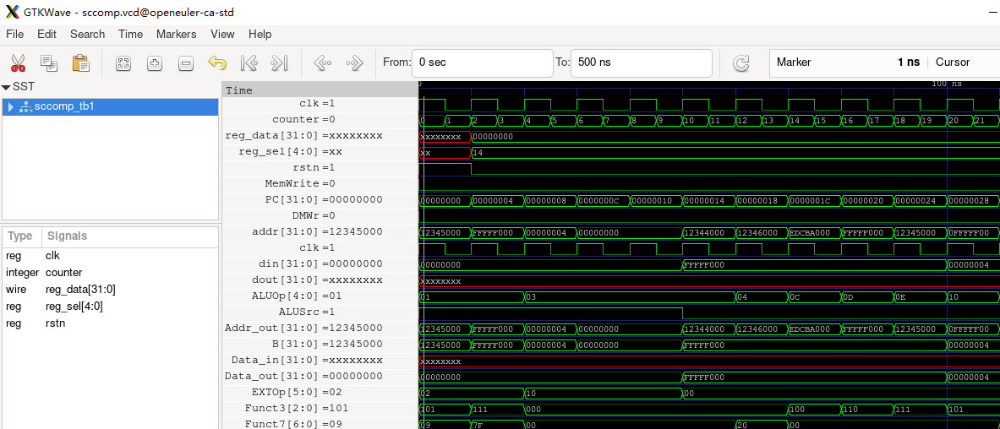 GTKWave - sccomp.vcd@openeuler-ca-std
File Edit Search Time Markers View Help
From: 0 sec To: 500 ns Marker 1 ns | Cursor
SST
sccomp_tb1
Type Signals
reg clk
integer counter
wire reg_data[31:0]
reg reg_sel[4:0]
reg rstn
Time 0 100 ns
clk =1
counter =0 0 1 2 3 4 5 6 7 8 9 10 11 12 13 14 15 16 17 18 19 20 21
reg_data[31:0] =xxxxxxxx xxxxxxxx 00000000
reg_sel[4:0] =xx xx 14
rstn =1
MemWrite =0
PC[31:0] =00000000 00000000 00000004 00000008 0000000C 00000010 00000014 00000018 0000001C 00000020 00000024 00000028
DMWr =0
addr[31:0] =12345000 12345000 FFFFF000 00000004 00000000 12344000 12346000 EDCBA000 FFFFF000 12345000 0FFFFF00
clk =1
din[31:0] =00000000 00000000 FFFFF000 00000004
dout[31:0] =xxxxxxxx xxxxxxxx
ALUOp[4:0] =01 01 03 04 0C 0D 0E 10
ALUSrc =1
Addr_out[31:0] =12345000 12345000 FFFFF000 00000004 00000000 12344000 12346000 EDCBA000 FFFFF000 12345000 0FFFFF00
B[31:0] =12345000 12345000 FFFFF000 00000004 00000000 FFFFF000 00000004
Data_in[31:0] =xxxxxxxx xxxxxxxx
Data_out[31:0] =00000000 00000000 FFFFF000 00000004
EXTOp[5:0] =02 02 10 00
Funct3[2:0] =101 101 111 000 100 110 111 101
Funct7[6:0] =09 09 7F 00 20 00